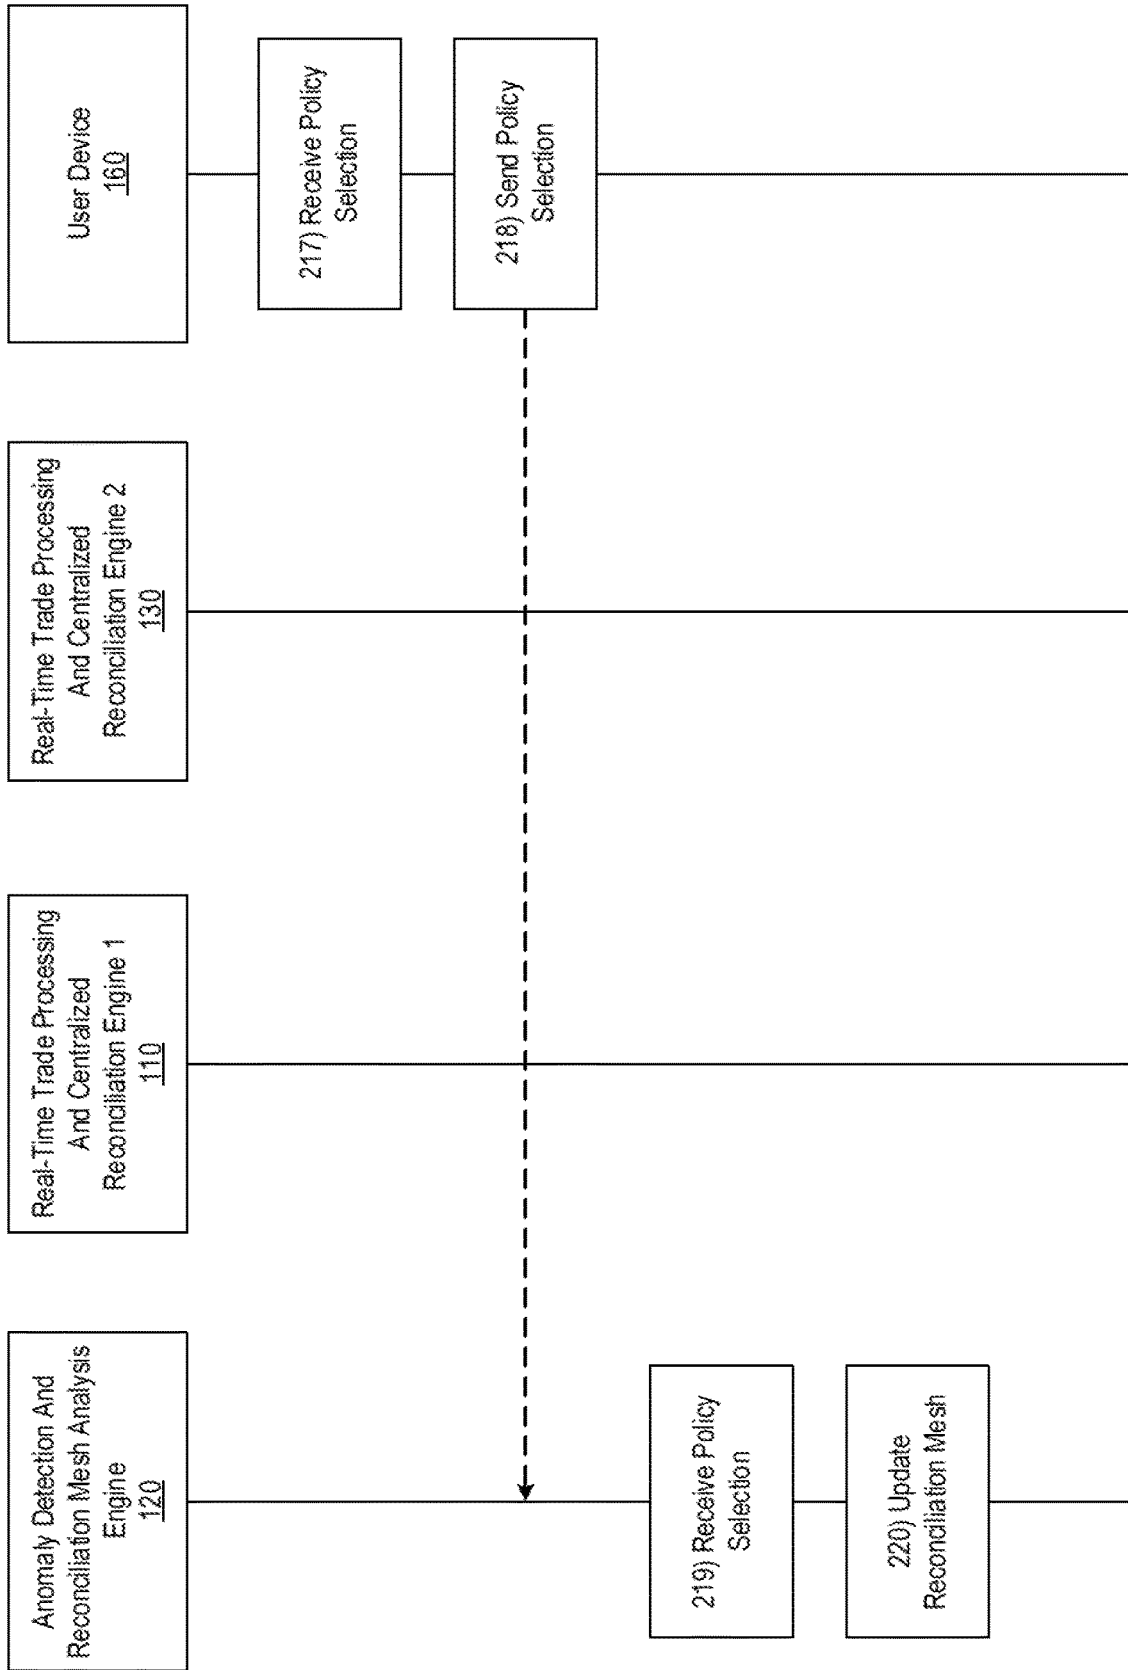 Anomaly Detection And
Reconciliation Mesh Analysis
Engine
120
Real-Time Trade Processing
And Centralized
Reconciliation Engine 1
110
Real-Time Trade Processing
And Centralized
Reconciliation Engine 2
130
User Device
160
217) Receive Policy
Selection
218) Send Policy
Selection
219) Receive Policy
Selection
220) Update
Reconciliation Mesh